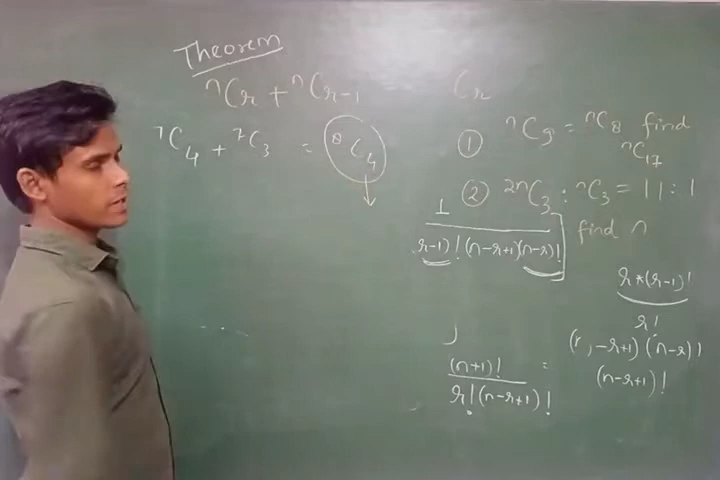 Theorem
ⁿCr + ⁿCr-1
Cr
⁷C₄ + ⁷C₃ = ⁸C₄
① ⁿC₉ = ⁿC₈ find
ⁿC₁₇
② ²ⁿC₃ : ⁿC₃ = 11 : 1
find n
1
r-1)! (n-r+1)(n-r)!
r*(r-1)!
r!
(n+1)!
r!(n-r+1)!
=
-r+1) (n-r)!
(n-r+1)!